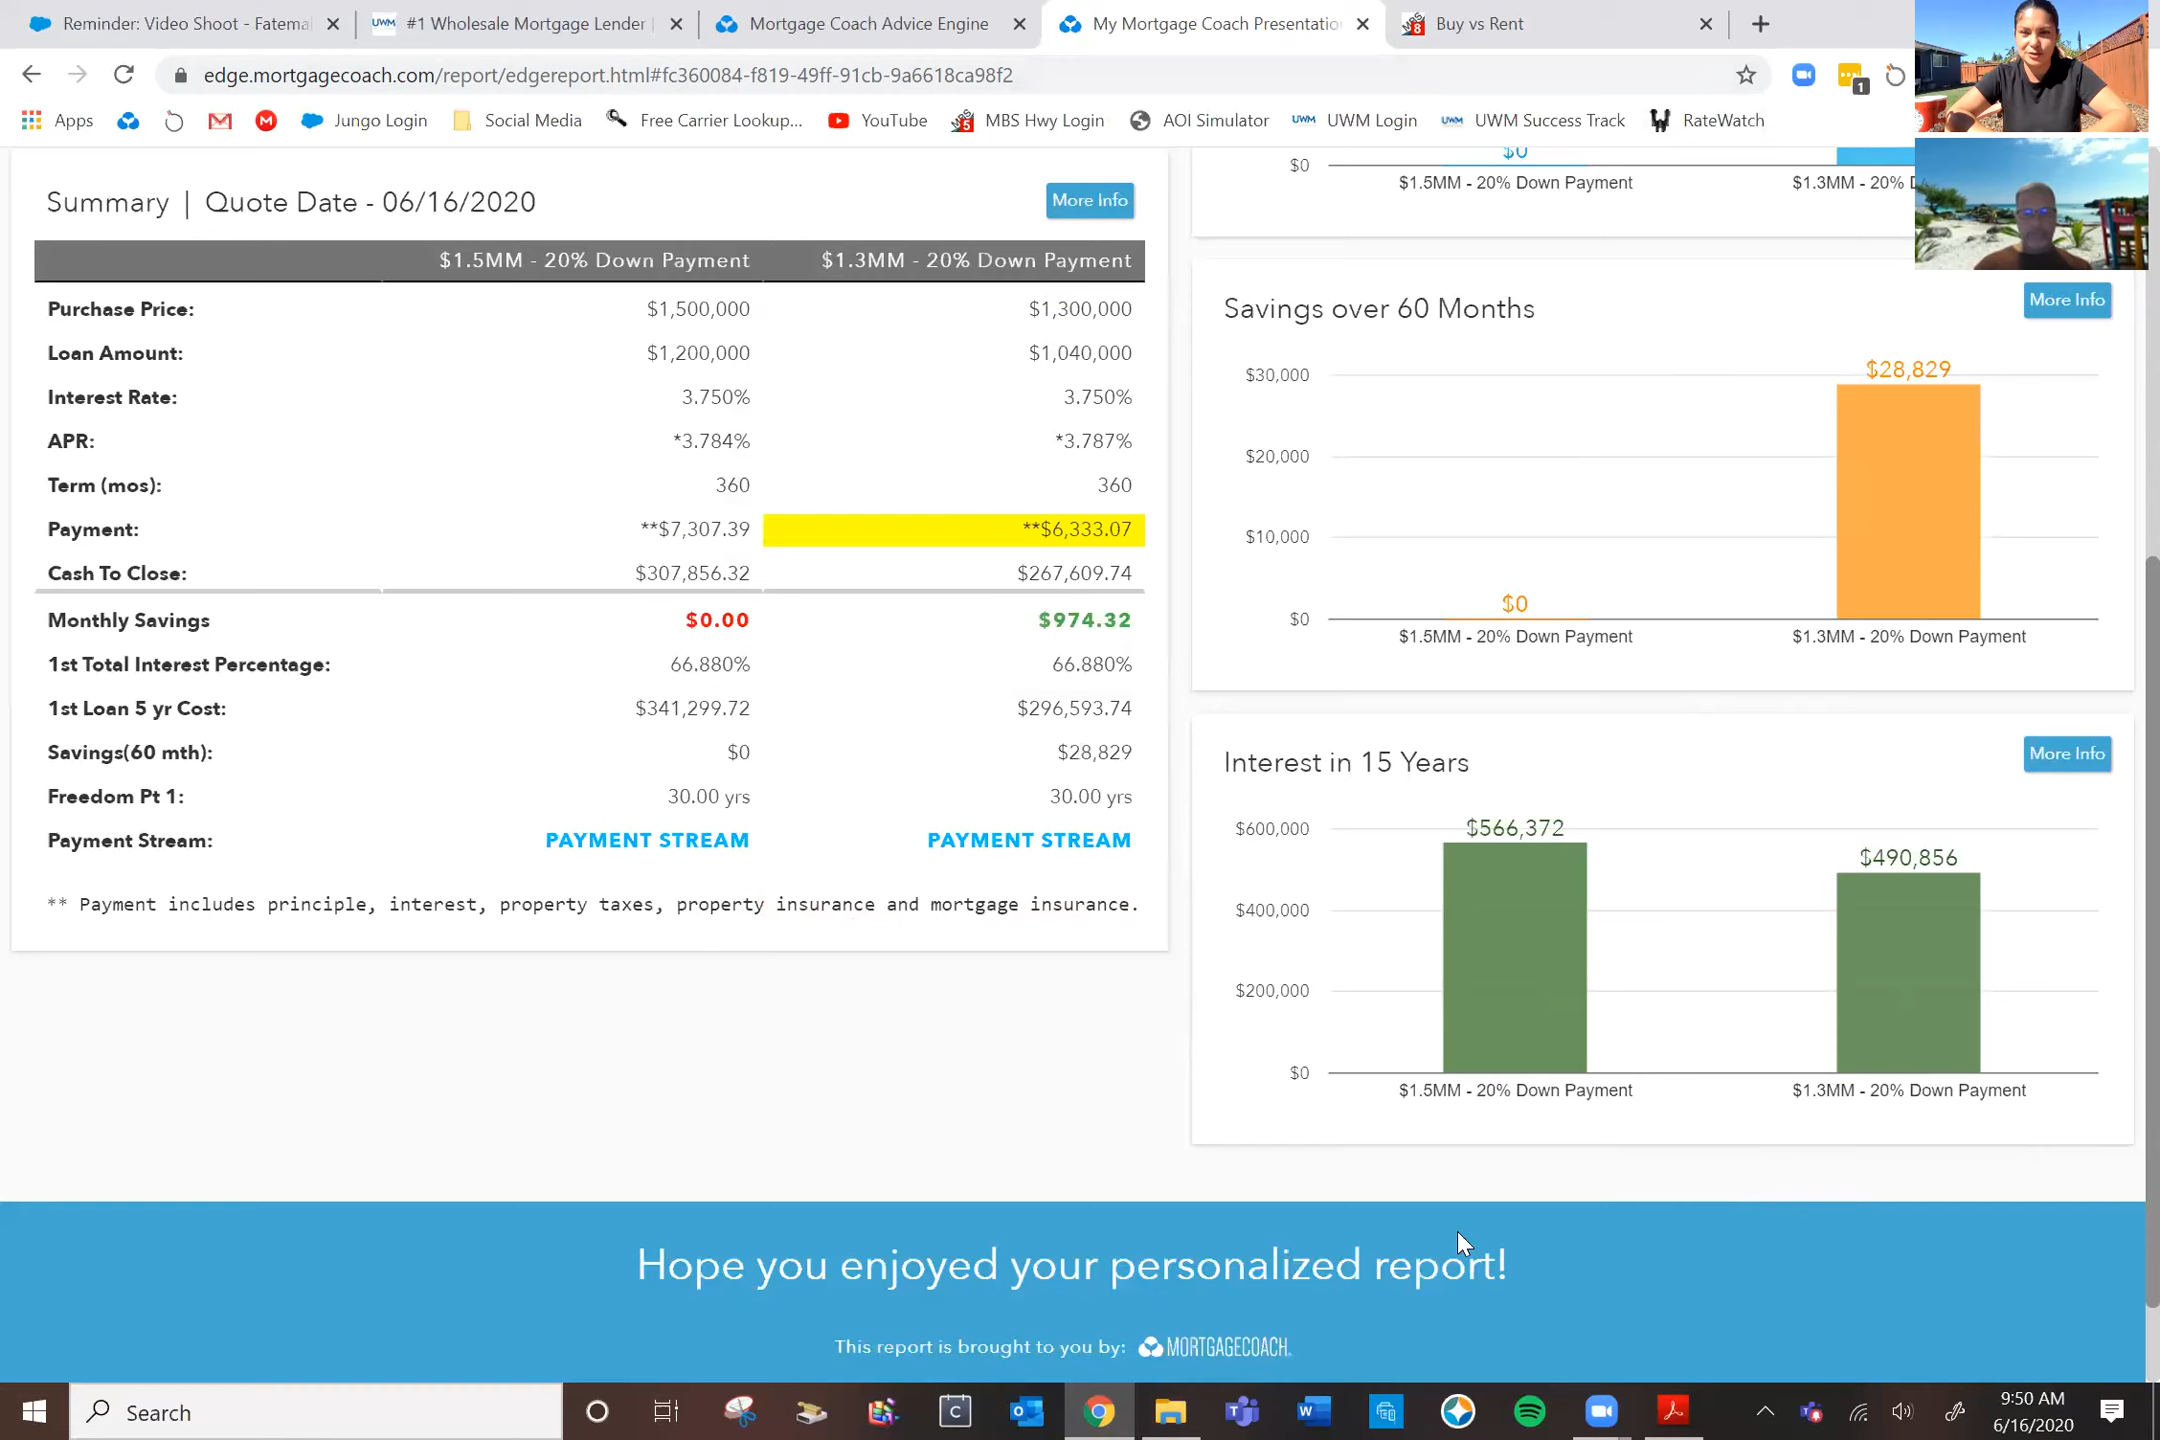 Reminder: Video Shoot - Fatema
#1 Wholesale Mortgage Lender
Mortgage Coach Advice Engine
My Mortgage Coach Presentatio
Buy vs Rent
edge.mortgagecoach.com/report/edgereport.html#fc360084-f819-49ff-91cb-9a6618ca98f2
1
Apps
Jungo Login
Social Media
Free Carrier Lookup...
YouTube
MBS Hwy Login
AOI Simulator
UWM UWM Login
UWM UWM Success Track
RateWatch
Summary | Quote Date - 06/16/2020
More Info
$1.5MM - 20% Down Payment $1.3MM - 20% Down Payment
Purchase Price: $1,500,000 $1,300,000
Loan Amount: $1,200,000 $1,040,000
Interest Rate: 3.750% 3.750%
APR: *3.784% *3.787%
Term (mos): 360 360
Payment: **$7,307.39 **$6,333.07
Cash To Close: $307,856.32 $267,609.74
Monthly Savings $0.00 $974.32
1st Total Interest Percentage: 66.880% 66.880%
1st Loan 5 yr Cost: $341,299.72 $296,593.74
Savings(60 mth): $0 $28,829
Freedom Pt 1: 30.00 yrs 30.00 yrs
Payment Stream: PAYMENT STREAM PAYMENT STREAM
** Payment includes principle, interest, property taxes, property insurance and mortgage insurance.
$0
$0
$1.5MM - 20% Down Payment $1.3MM - 20% D
Savings over 60 Months
More Info
$28,829
$30,000
$20,000
$10,000
$0
$0
$1.5MM - 20% Down Payment $1.3MM - 20% Down Payment
Interest in 15 Years
More Info
$600,000
$566,372
$490,856
$400,000
$200,000
$0
$1.5MM - 20% Down Payment $1.3MM - 20% Down Payment
Hope you enjoyed your personalized report!
This report is brought to you by: MORTGAGECOACH
Search
9:50 AM
6/16/2020